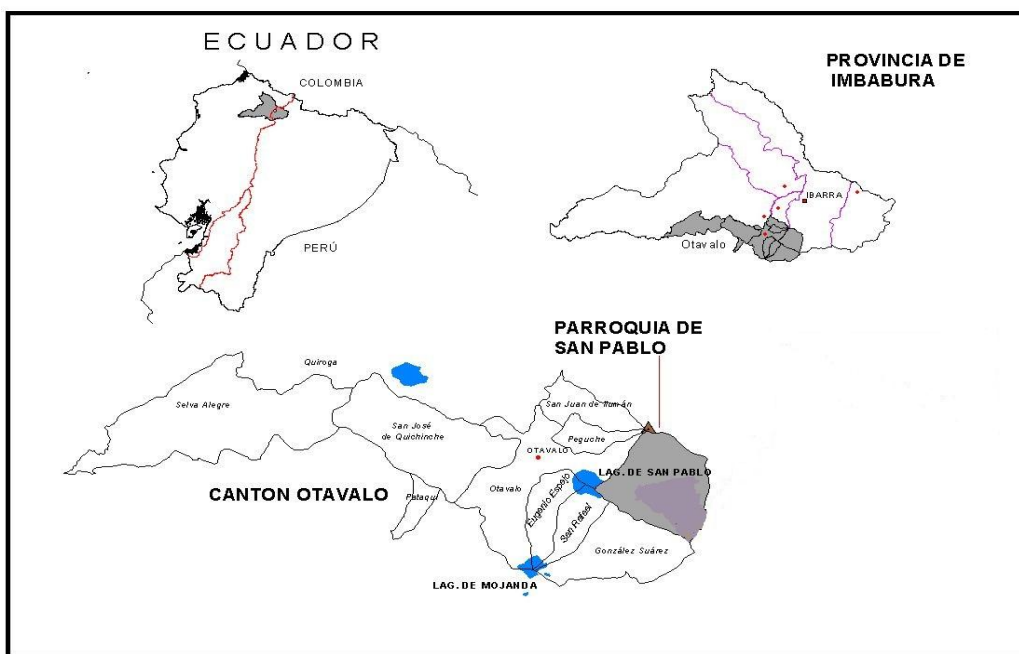 ECUADOR
COLOMBIA
PERÚ
PROVINCIA DE
IMBABURA
IBARRA
Otavalo
PARROQUIA DE
SAN PABLO
Quiroga
Selva Alegre
San José
de Quichinche
San Juan de Ilumán
Peguche
OTAVALO
LAG. DE SAN PABLO
CANTON OTAVALO
Pataquí
Otavalo
Eugenio Espejo
San Rafael
González Suárez
LAG. DE MOJANDA